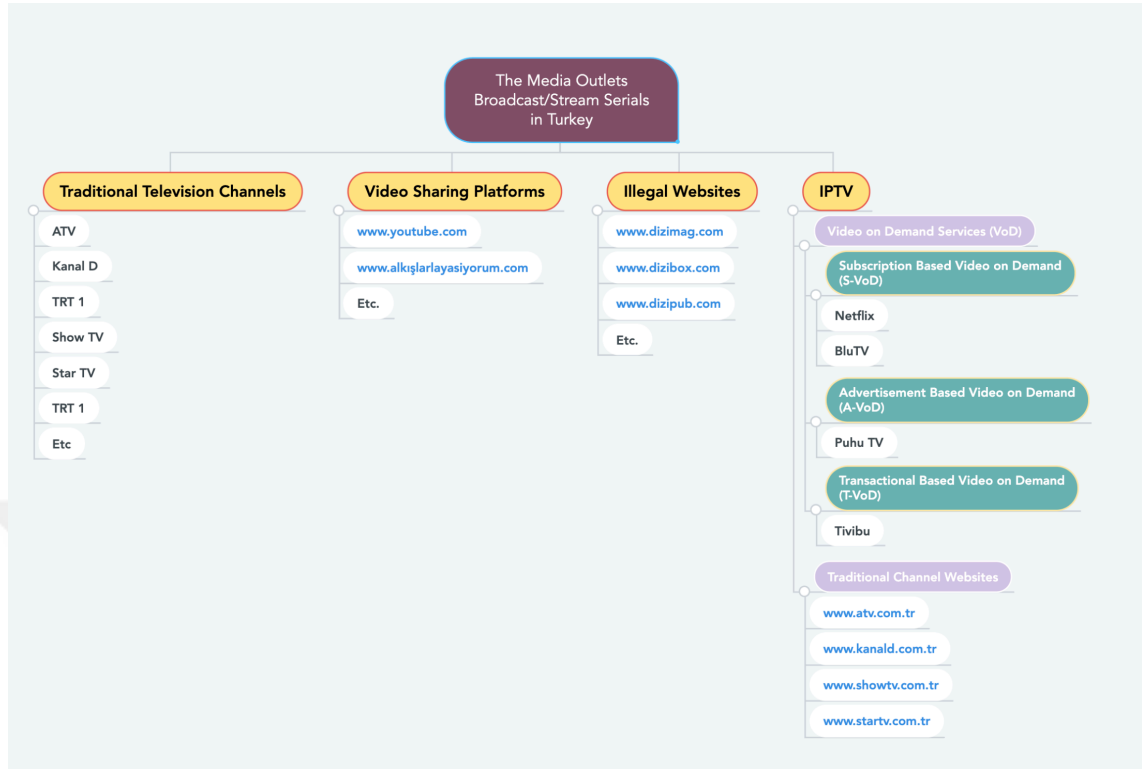 The Media Outlets
Broadcast/Stream Serials
in Turkey
Traditional Television Channels
ATV
Kanal D
TRT 1
Show TV
Star TV
TRT 1
Etc
Video Sharing Platforms
www.youtube.com
www.alkışlarlayasiyorum.com
Etc.
Illegal Websites
www.dizimag.com
www.dizibox.com
www.dizipub.com
Etc.
IPTV
Video on Demand Services (VoD)
Subscription Based Video on Demand
(S-VoD)
Netflix
BluTV
Advertisement Based Video on Demand
(A-VoD)
Puhu TV
Transactional Based Video on Demand
(T-VoD)
Tivibu
Traditional Channel Websites
www.atv.com.tr
www.kanald.com.tr
www.showtv.com.tr
www.startv.com.tr